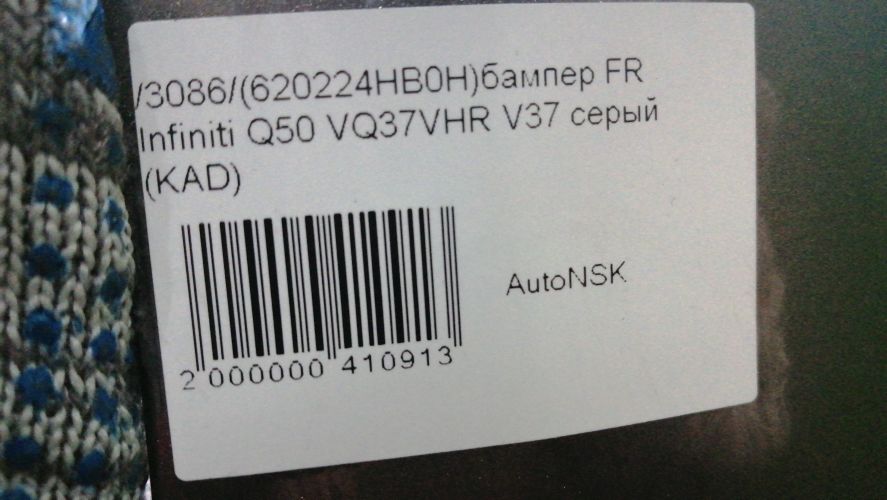 /3086/(620224HB0H)бампер FR
Infiniti Q50 VQ37VHR V37 серый
(KAD)
AutoNSK
2 000000 410913